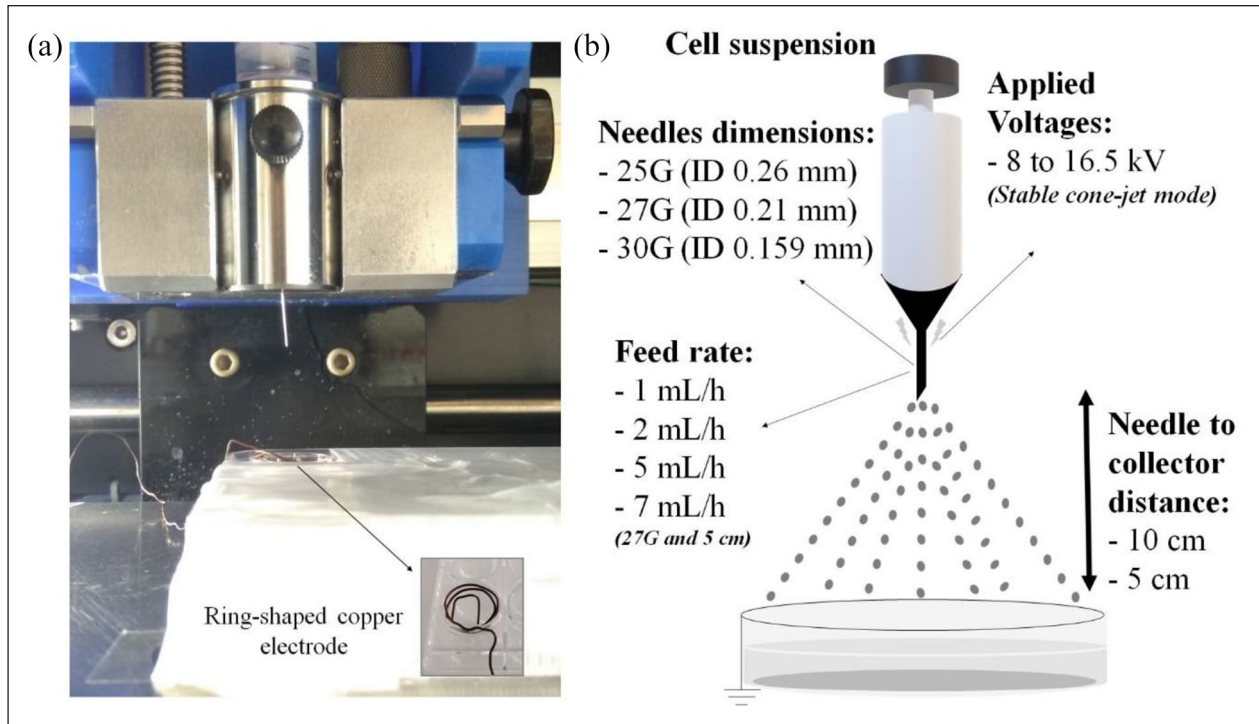 (a)
Ring-shaped copper
electrode
(b)
Cell suspension
Needles dimensions:
- 25G (ID 0.26 mm)
- 27G (ID 0.21 mm)
- 30G (ID 0.159 mm)
Applied
Voltages:
- 8 to 16.5 kV
(Stable cone-jet mode)
Feed rate:
- 1 mL/h
- 2 mL/h
- 5 mL/h
- 7 mL/h
(27G and 5 cm)
Needle to
collector
distance:
- 10 cm
- 5 cm